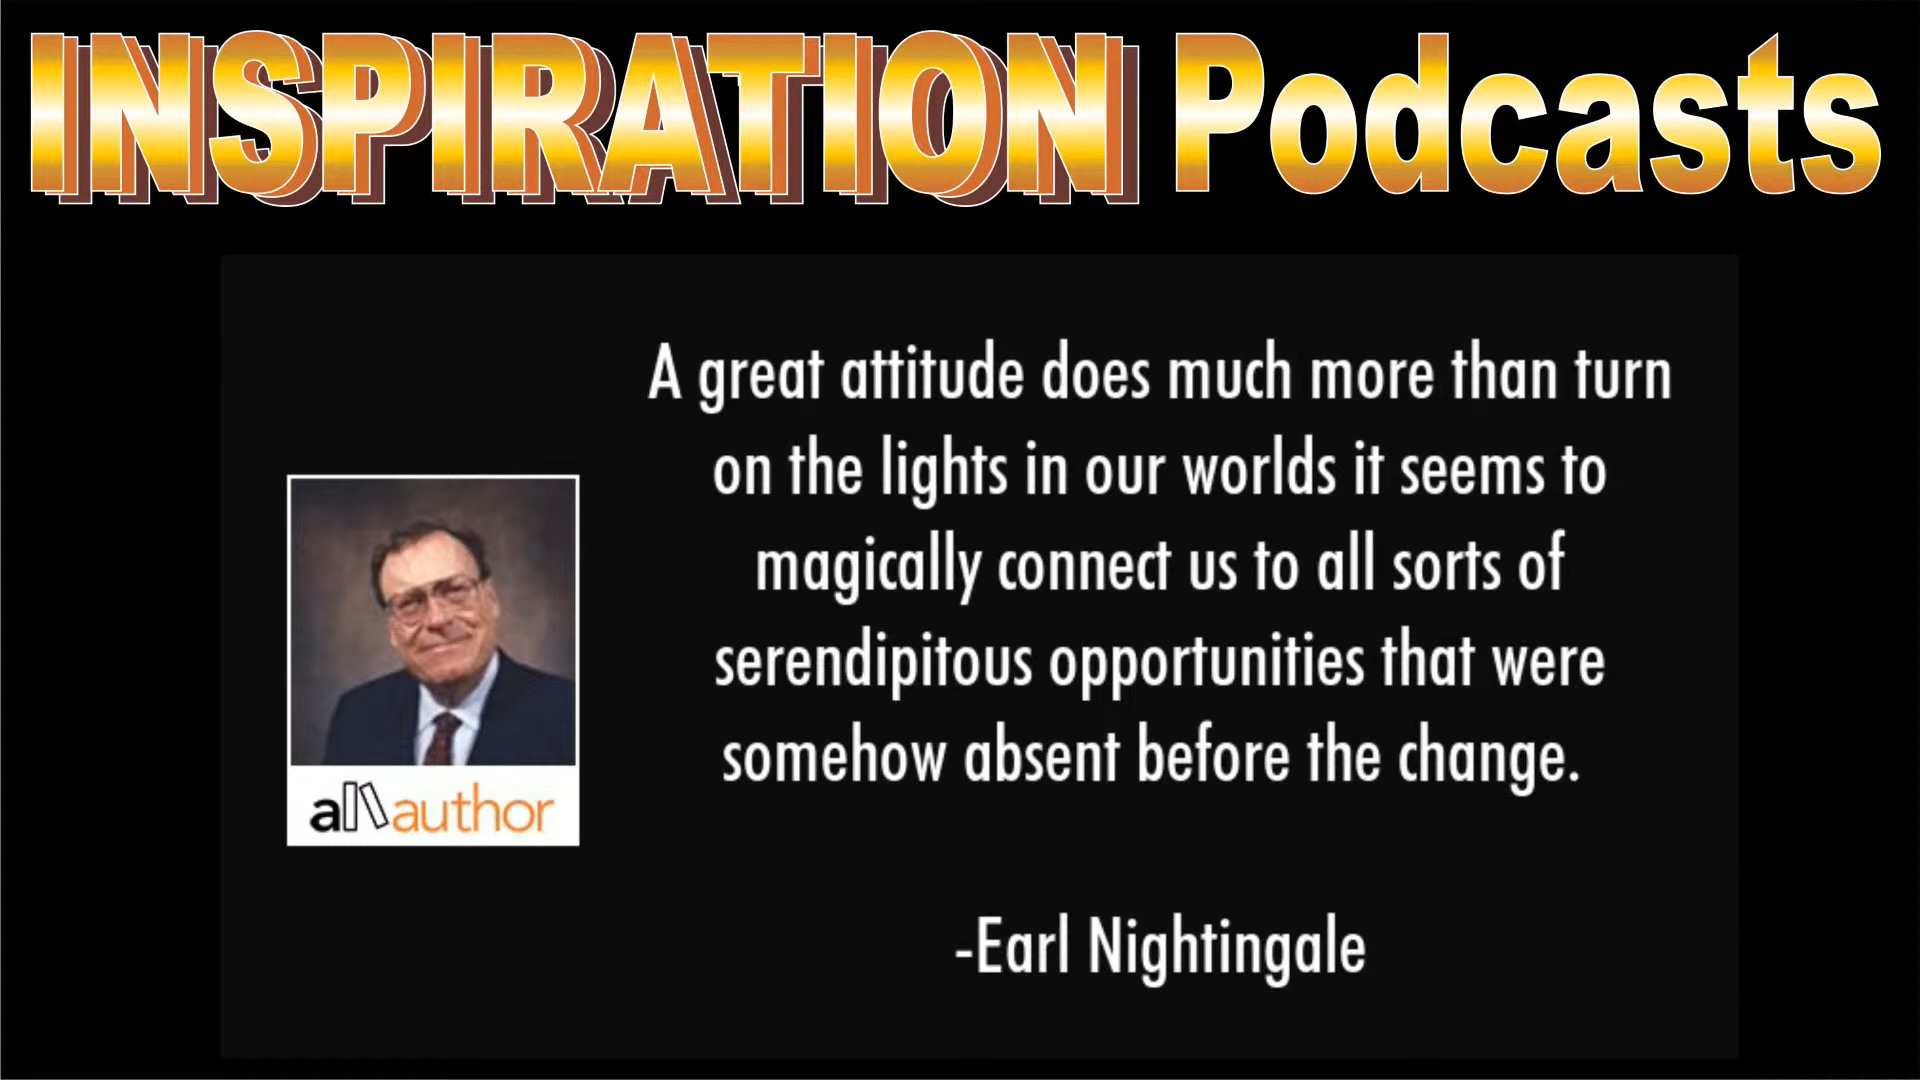 INSPIRATION Podcasts
A great attitude does much more than turn
on the lights in our worlds it seems to
magically connect us to all sorts of
serendipitous opportunities that were
somehow absent before the change.
allauthor
-Earl Nightingale